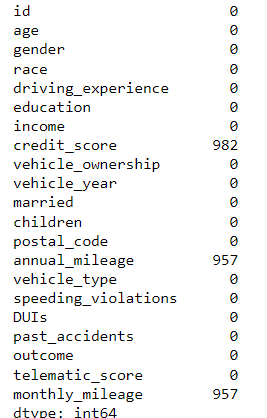 id 0
age 0
gender 0
race 0
driving_experience 0
education 0
income 0
credit_score 982
vehicle_ownership 0
vehicle_year 0
married 0
children 0
postal_code 0
annual_mileage 957
vehicle_type 0
speeding_violations 0
DUIs 0
past_accidents 0
outcome 0
telematic_score 0
monthly_mileage 957
dtype: int64